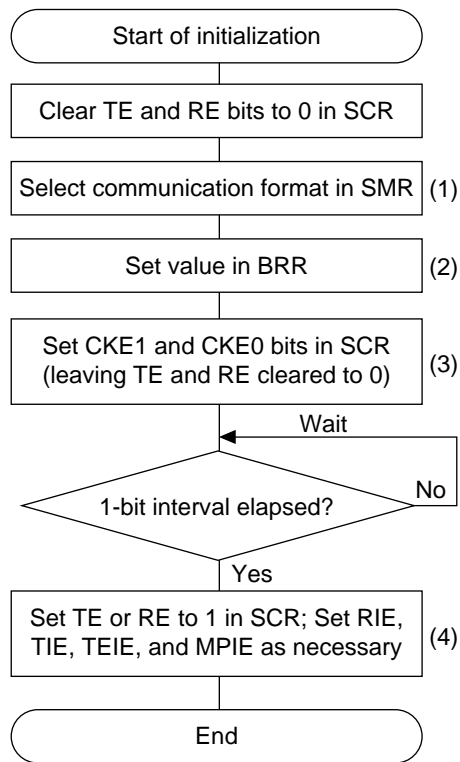 Start of initialization
Clear TE and RE bits to 0 in SCR
Select communication format in SMR
(1)
Set value in BRR
(2)
Set CKE1 and CKE0 bits in SCR
(leaving TE and RE cleared to 0)
(3)
Wait
1-bit interval elapsed?
No
Yes
Set TE or RE to 1 in SCR; Set RIE,
TIE, TEIE, and MPIE as necessary
(4)
End